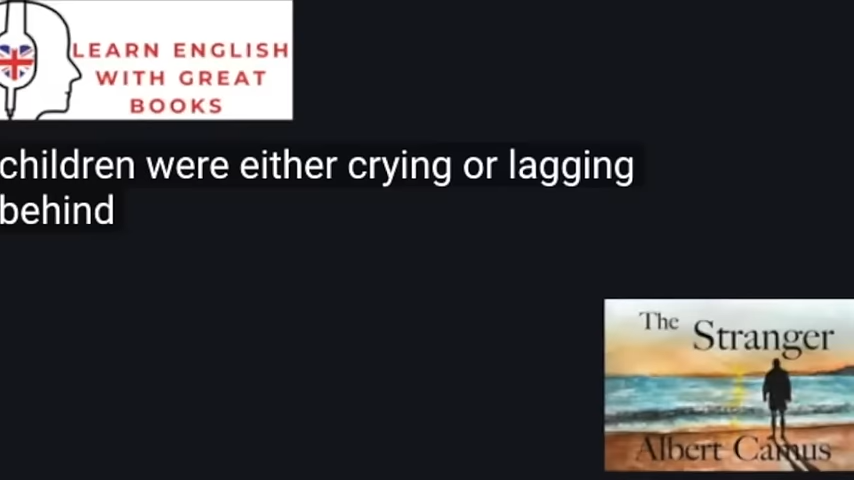 LEARN ENGLISH
WITH GREAT
BOOKS
children were either crying or lagging
behind
The Stranger
Albert Camus